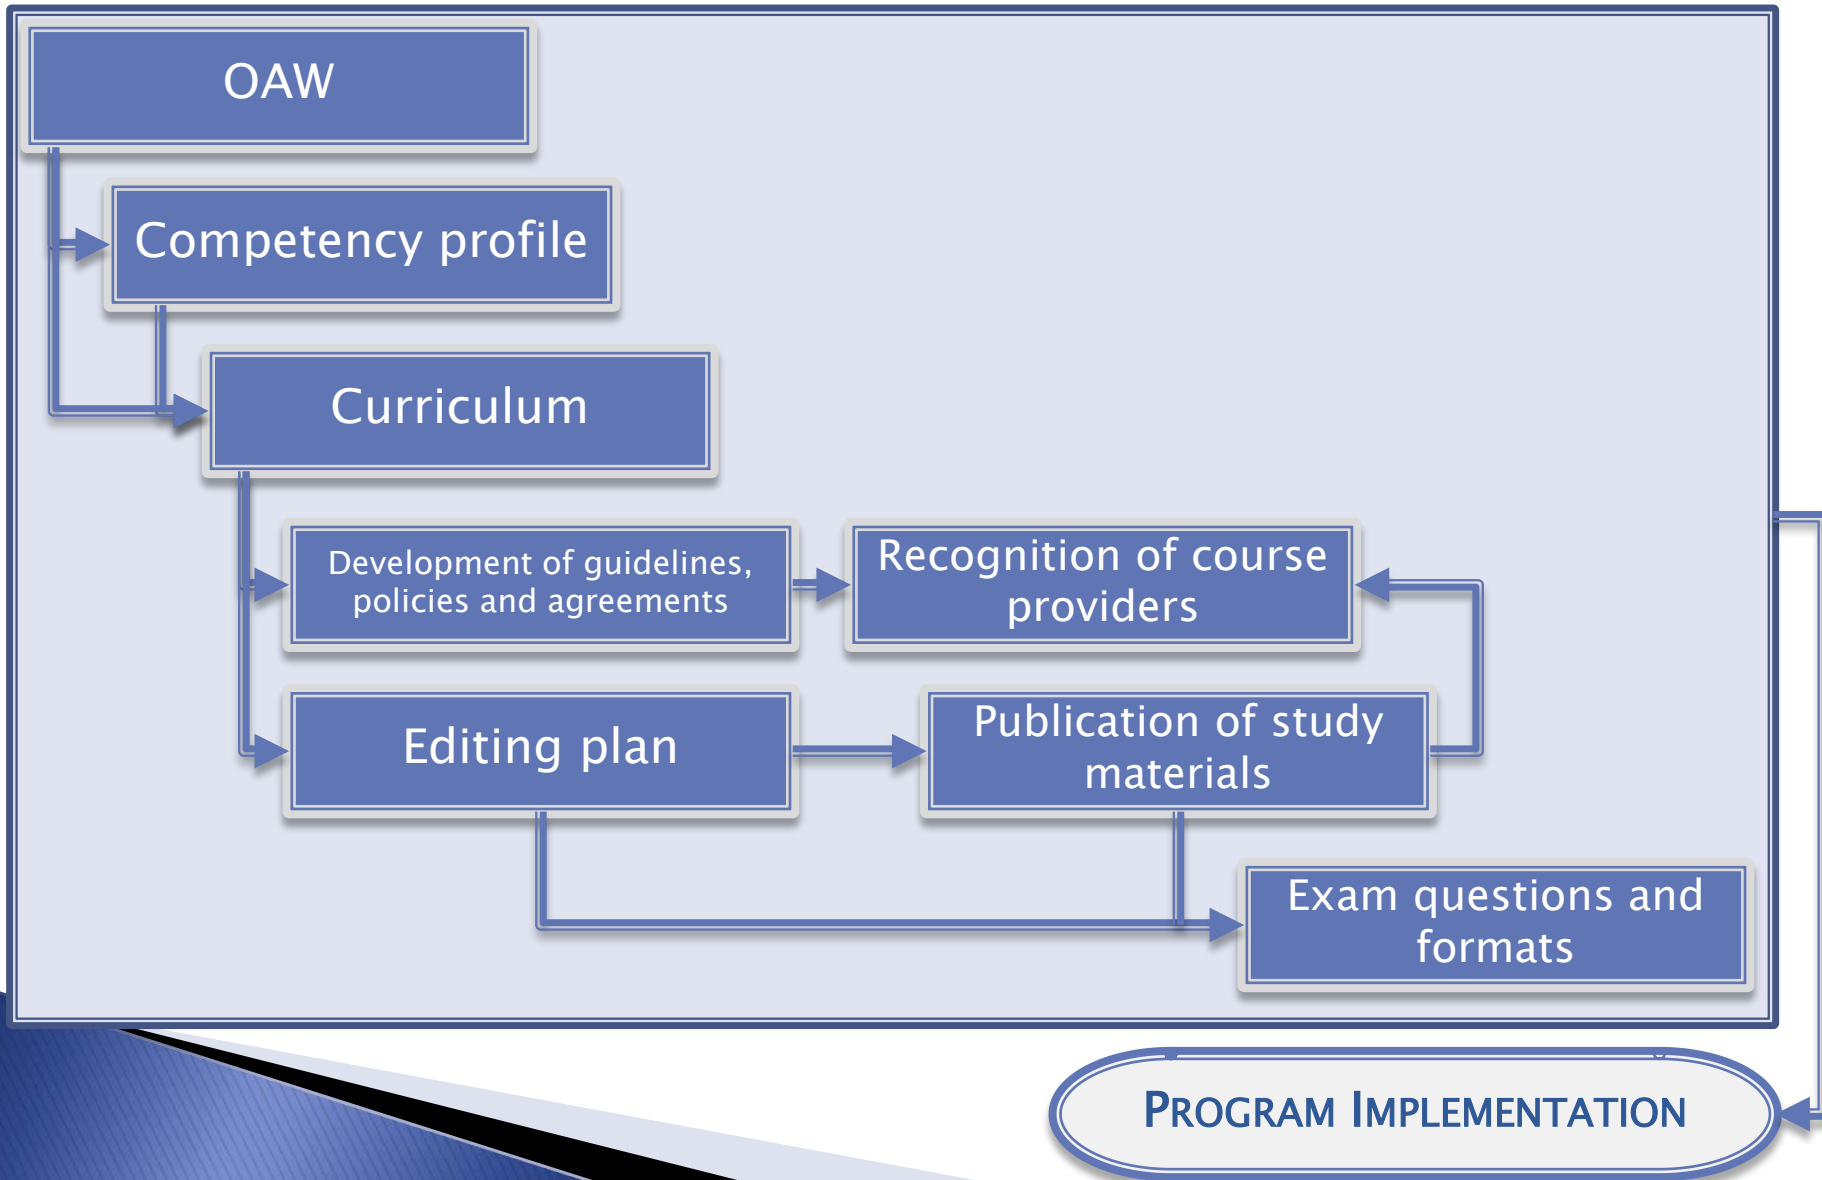 OAW
Competency profile
Curriculum
Development of guidelines,
policies and agreements
Recognition of course
providers
Editing plan
Publication of study
materials
Exam questions and
formats
PROGRAM IMPLEMENTATION